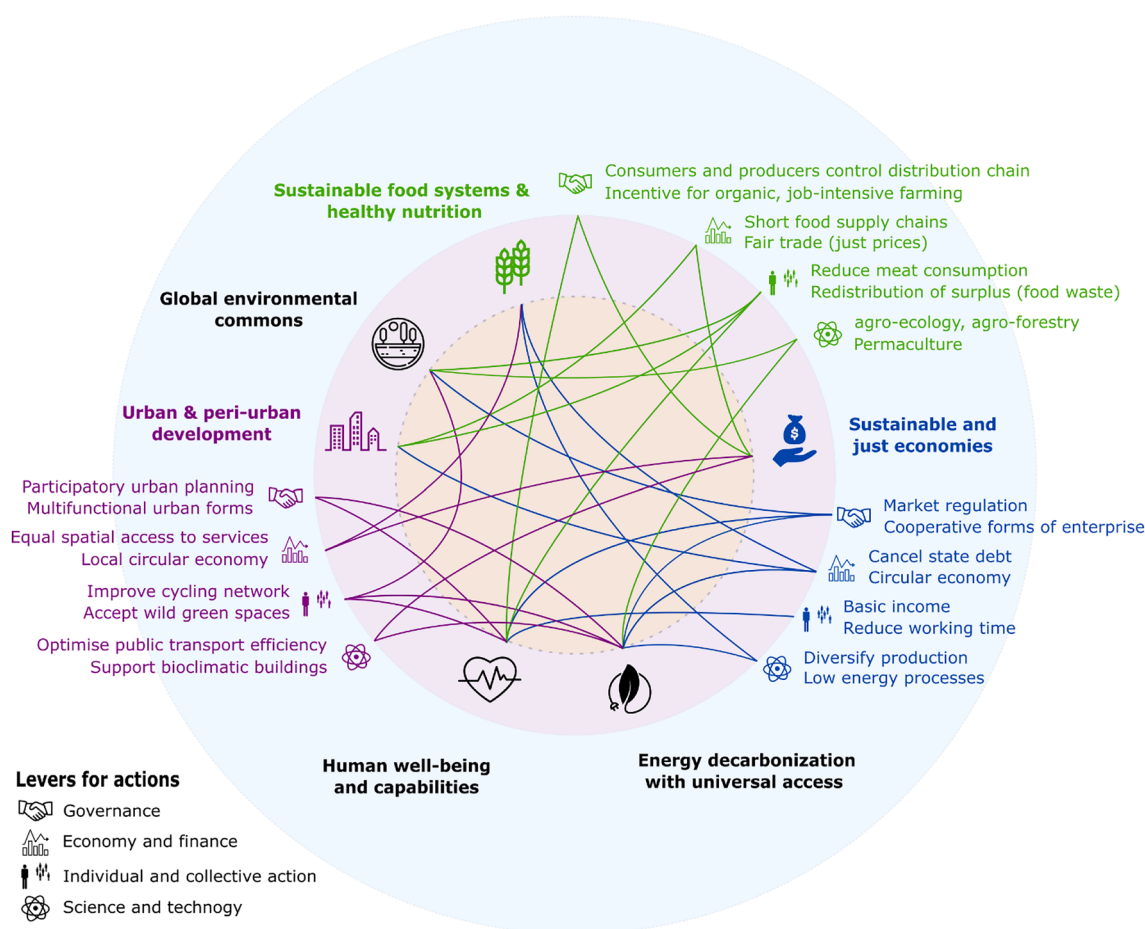 Consumers and producers control distribution chain
Incentive for organic, job-intensive farming
Sustainable food systems &
healthy nutrition
Short food supply chains
Fair trade (just prices)
Reduce meat consumption
Redistribution of surplus (food waste)
agro-ecology, agro-forestry
Permaculture
Global environmental
commons
Urban & peri-urban
development
$
Sustainable and
just economies
Participatory urban planning
Multifunctional urban forms
Equal spatial access to services
Local circular economy
Improve cycling network
Accept wild green spaces
Optimise public transport efficiency
Support bioclimatic buildings
Market regulation
Cooperative forms of enterprise
Cancel state debt
Circular economy
Basic income
Reduce working time
Diversify production
Low energy processes
Human well-being
and capabilities
Energy decarbonization
with universal access
Levers for actions
Governance
Economy and finance
Individual and collective action
Science and technogy